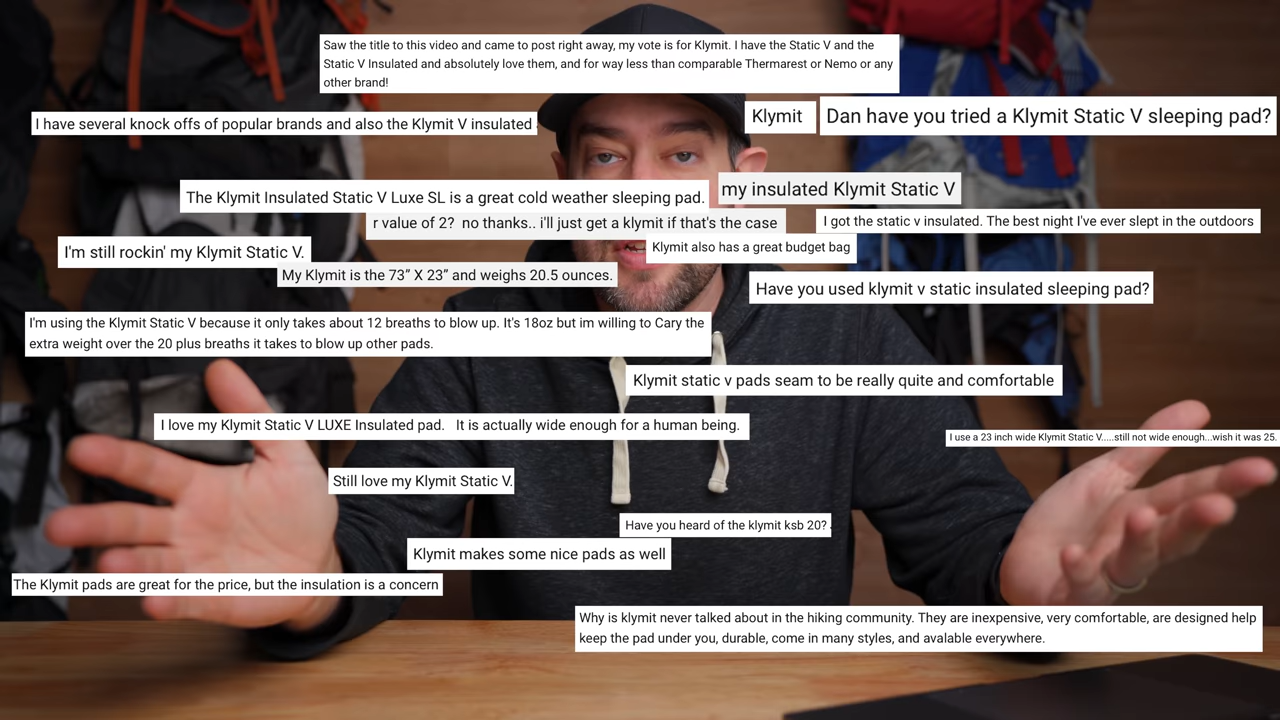 Saw the title to this video and came to post right away, my vote is for Klymit. I have the Static V and the
Static V Insulated and absolutely love them, and for way less than comparable Thermarest or Nemo or any
other brand!
I have several knock offs of popular brands and also the Klymit V insulated
Klymit
Dan have you tried a Klymit Static V sleeping pad?
The Klymit Insulated Static V Luxe SL is a great cold weather sleeping pad.
my insulated Klymit Static V
r value of 2? no thanks.. i'll just get a klymit if that's the case
I got the static v insulated. The best night I've ever slept in the outdoors
I'm still rockin' my Klymit Static V.
Klymit also has a great budget bag
My Klymit is the 73” X 23” and weighs 20.5 ounces.
Have you used klymit v static insulated sleeping pad?
I'm using the Klymit Static V because it only takes about 12 breaths to blow up. It's 18oz but im willing to Cary the
extra weight over the 20 plus breaths it takes to blow up other pads.
Klymit static v pads seam to be really quite and comfortable
I love my Klymit Static V LUXE Insulated pad. It is actually wide enough for a human being.
I use a 23 inch wide Klymit Static V.....still not wide enough...wish it was 25.
Still love my Klymit Static V.
Have you heard of the klymit ksb 20?
Klymit makes some nice pads as well
The Klymit pads are great for the price, but the insulation is a concern
Why is klymit never talked about in the hiking community. They are inexpensive, very comfortable, are designed help
keep the pad under you, durable, come in many styles, and avalable everywhere.